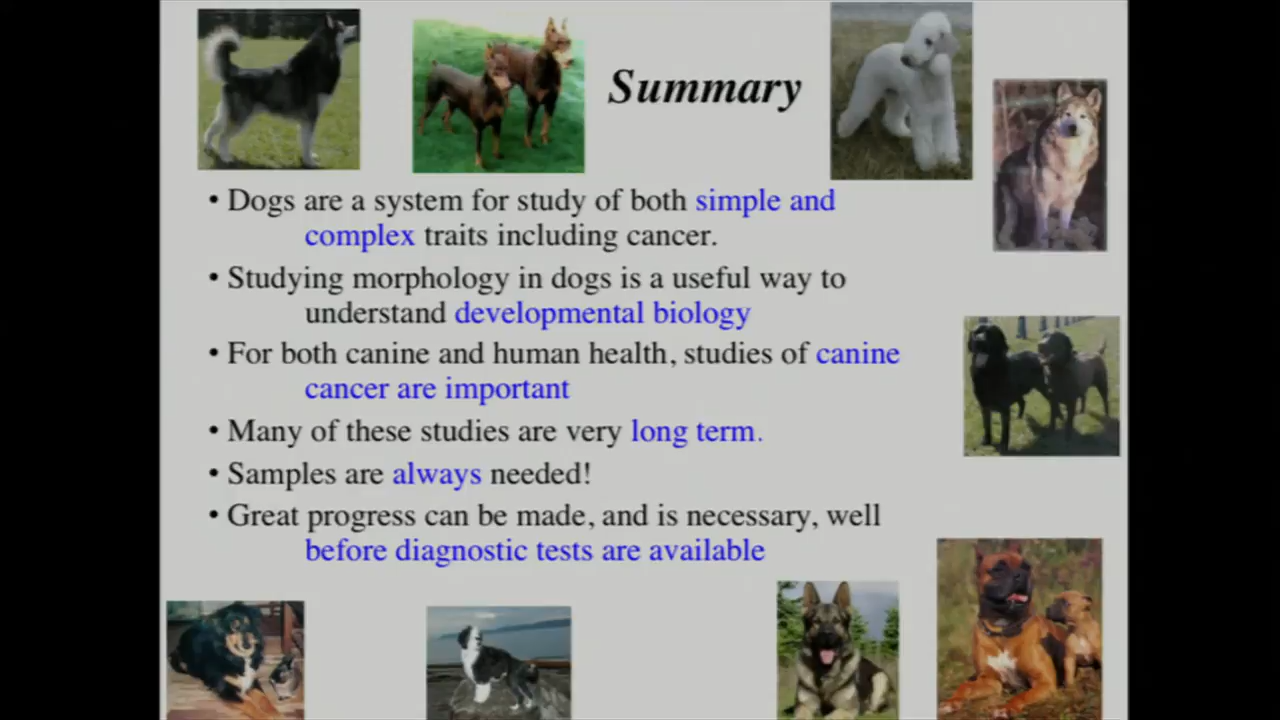 Summary
• Dogs are a system for study of both simple and
complex traits including cancer.
• Studying morphology in dogs is a useful way to
understand developmental biology
• For both canine and human health, studies of canine
cancer are important
• Many of these studies are very long term.
• Samples are always needed!
• Great progress can be made, and is necessary, well
before diagnostic tests are available